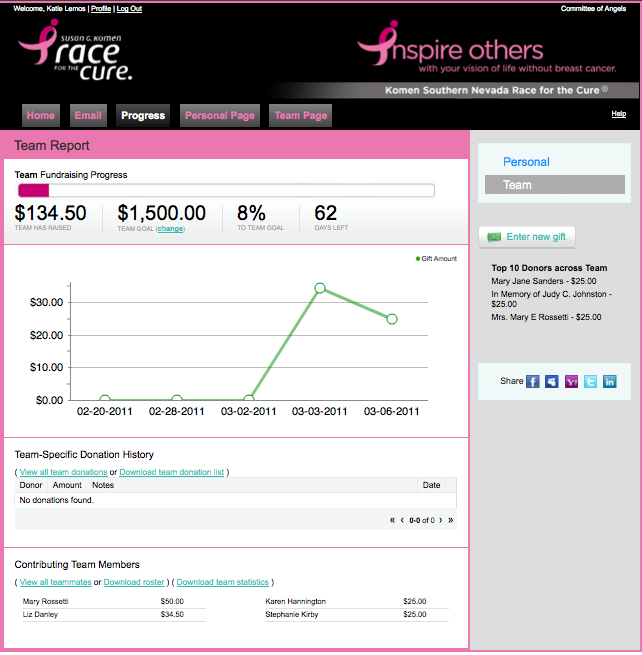 Welcome, Katie Lemos | Profile | Log Out
Committee of Angels
SUSAN G. KOMEN
race
FOR THE
cure.
inspire others
with your vision of life without breast cancer.
Komen Southern Nevada Race for the Cure®
Home Email Progress Personal Page Team Page
Help
Team Report
Team Fundraising Progress
$134.50 $1,500.00 8% 62
TEAM HAS RAISED TEAM GOAL (change) TO TEAM GOAL DAYS LEFT
Gift Amount
$30.00
$20.00
$10.00
$0.00
02-20-2011 02-28-2011 03-02-2011 03-03-2011 03-06-2011
Team-Specific Donation History
( View all team donations or Download team donation list )
Donor Amount Notes Date
No donations found.
« ‹ 0-0 of 0 › »
Contributing Team Members
( View all teammates or Download roster ) ( Download team statistics )
Mary Rossetti $50.00 Karen Hannington $25.00
Liz Danley $34.50 Stephanie Kirby $25.00
Personal
Team
Enter new gift
Top 10 Donors across Team
Mary Jane Sanders - $25.00
In Memory of Judy C. Johnston -
$25.00
Mrs. Mary E Rossetti - $25.00
Share f Y! t in